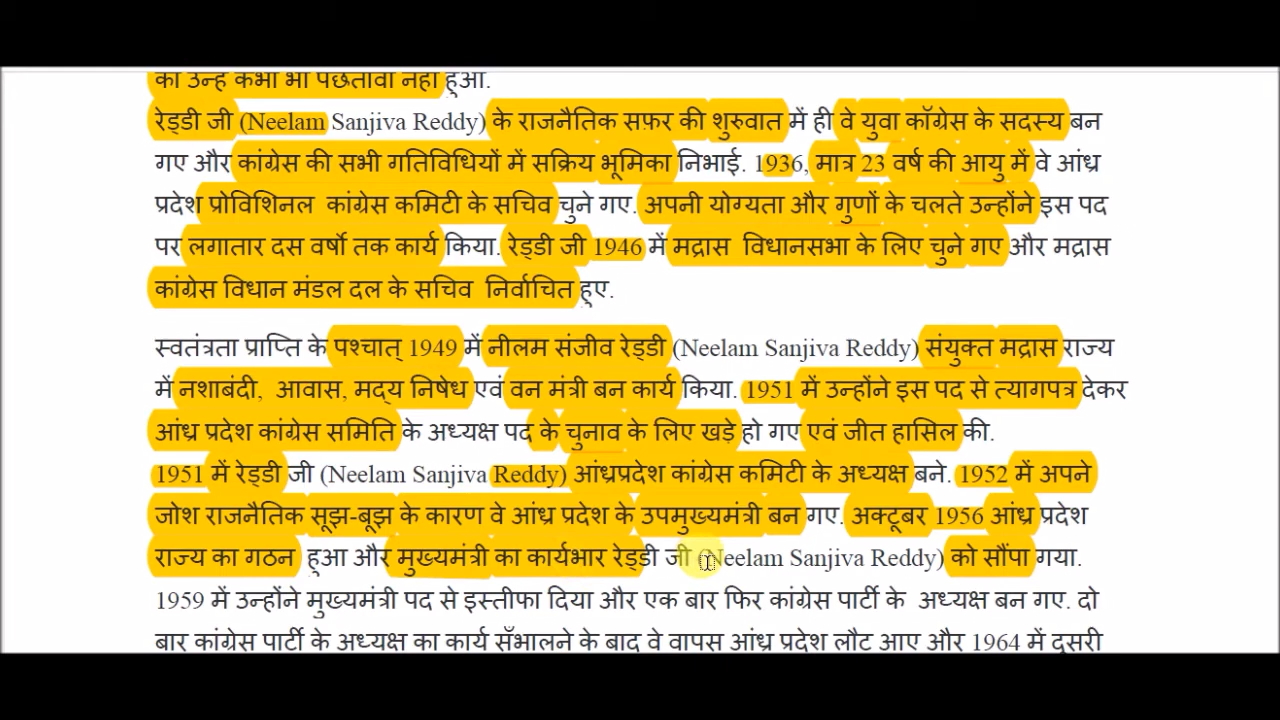 का उन्हें कभी भी पछतावा नहीं हुआ.
रेड्डी जी (Neelam Sanjiva Reddy) के राजनैतिक सफ़र की शुरुवात में ही वे युवा कॉग्रेस के सदस्य बन
गए और कांग्रेस की सभी गतिविधियों में सक्रिय भूमिका निभाई. 1936, मात्र 23 वर्ष की आयु में वे आंध्र
प्रदेश प्रोविशिनल कांग्रेस कमिटी के सचिव चुने गए. अपनी योग्यता और गुणों के चलते उन्होंने इस पद
पर लगातार दस वर्षो तक कार्य किया. रेड्डी जी 1946 में मद्रास विधानसभा के लिए चुने गए और मद्रास
कांग्रेस विधान मंडल दल के सचिव निर्वाचित हुए.
स्वतंत्रता प्राप्ति के पश्चात् 1949 में नीलम संजीव रेड्डी (Neelam Sanjiva Reddy) संयुक्त मद्रास राज्य
में नशाबंदी, आवास, मद्य निषेध एवं वन मंत्री बन कार्य किया. 1951 में उन्होंने इस पद से त्यागपत्र देकर
आंध्र प्रदेश कांग्रेस समिति के अध्यक्ष पद के चुनाव के लिए खड़े हो गए एवं जीत हासिल की.
1951 में रेड्डी जी (Neelam Sanjiva Reddy) आंध्रप्रदेश कांग्रेस कमिटी के अध्यक्ष बने. 1952 में अपने
जोश राजनैतिक सूझ-बूझ के कारण वे आंध्र प्रदेश के उपमुख्यमंत्री बन गए. अक्टूबर 1956 आंध्र प्रदेश
राज्य का गठन हुआ और मुख्यमंत्री का कार्यभार रेड्डी जी (Neelam Sanjiva Reddy) को सौंपा गया.
1959 में उन्होंने मुख्यमंत्री पद से इस्तीफा दिया और एक बार फिर कांग्रेस पार्टी के अध्यक्ष बन गए. दो
बार कांग्रेस पार्टी के अध्यक्ष का कार्य सँभालने के बाद वे वापस आंध्र प्रदेश लौट आए और 1964 में दूसरी